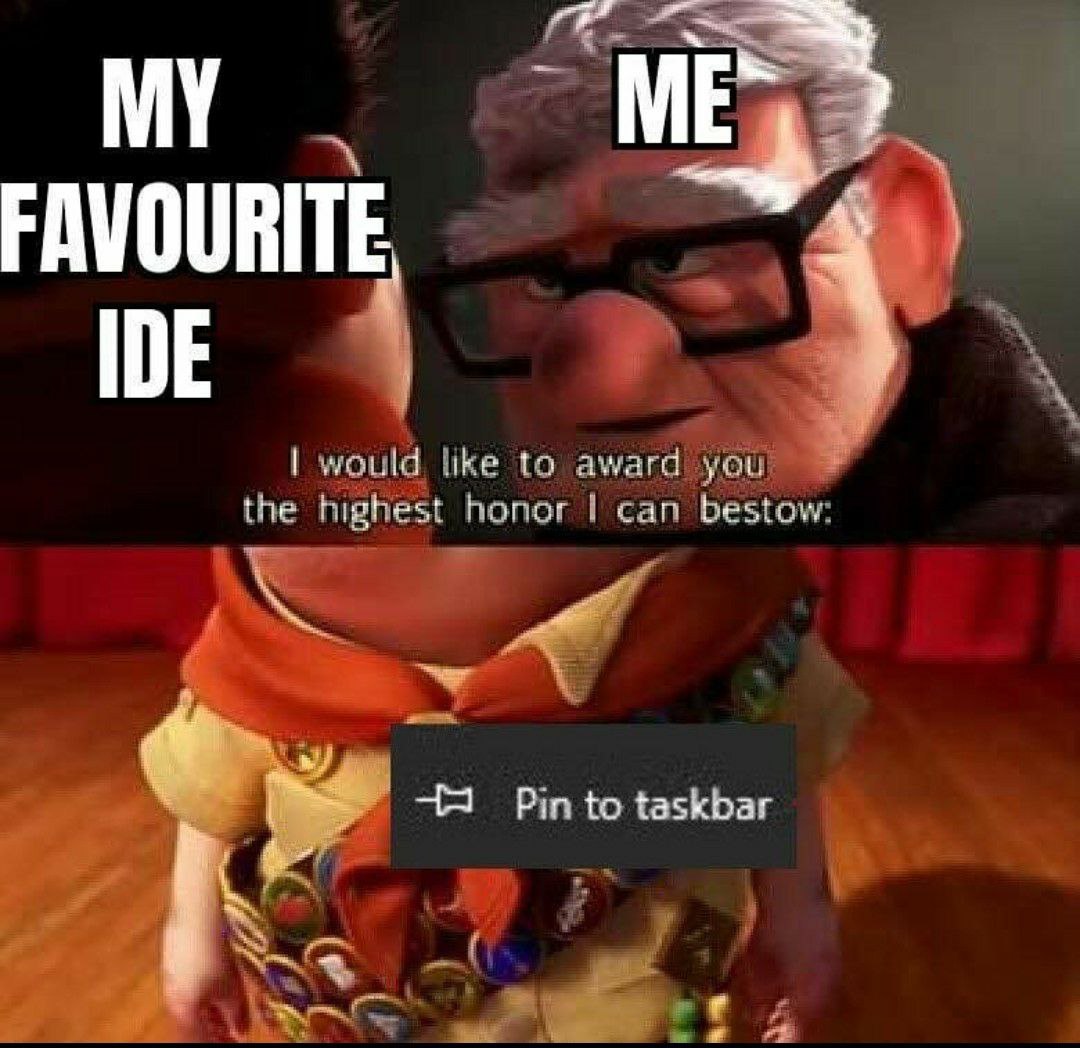 MY
FAVOURITE
IDE
ME
I would like to award you
the highest honor I can bestow:
Pin to taskbar